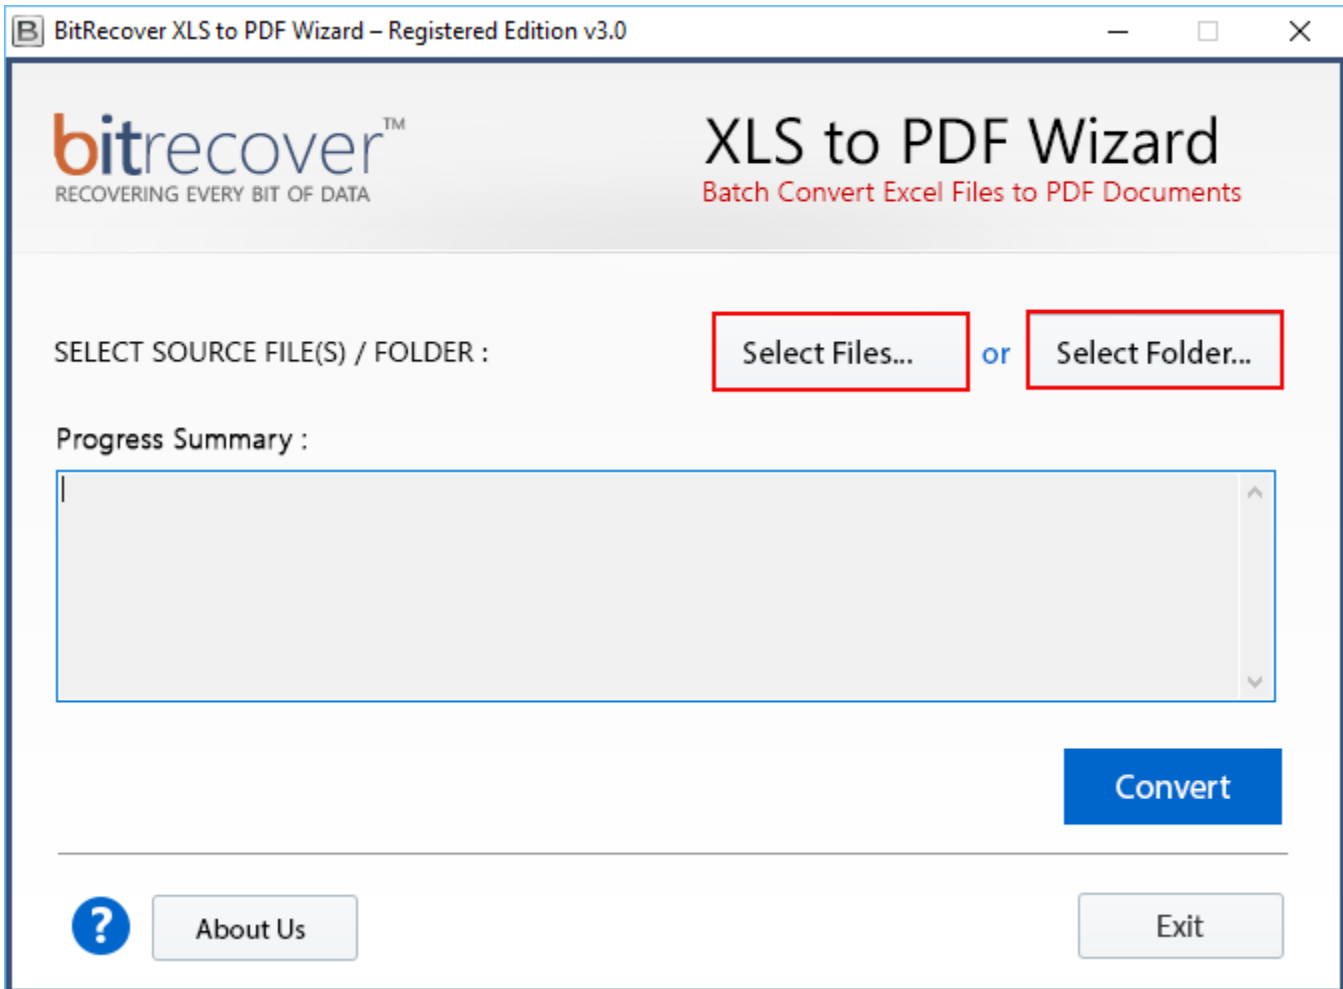 B BitRecover XLS to PDF Wizard – Registered Edition v3.0
bitrecover™
RECOVERING EVERY BIT OF DATA
XLS to PDF Wizard
Batch Convert Excel Files to PDF Documents
SELECT SOURCE FILE(S) / FOLDER : Select Files... or Select Folder...
Progress Summary :
Convert
? About Us Exit